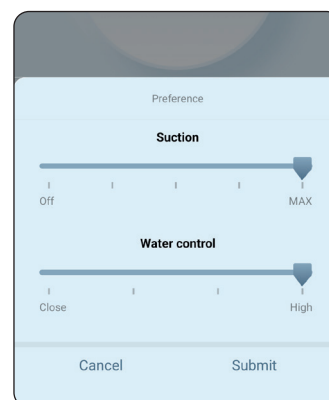 Preference
Suction
Off MAX
Water control
Close High
Cancel Submit